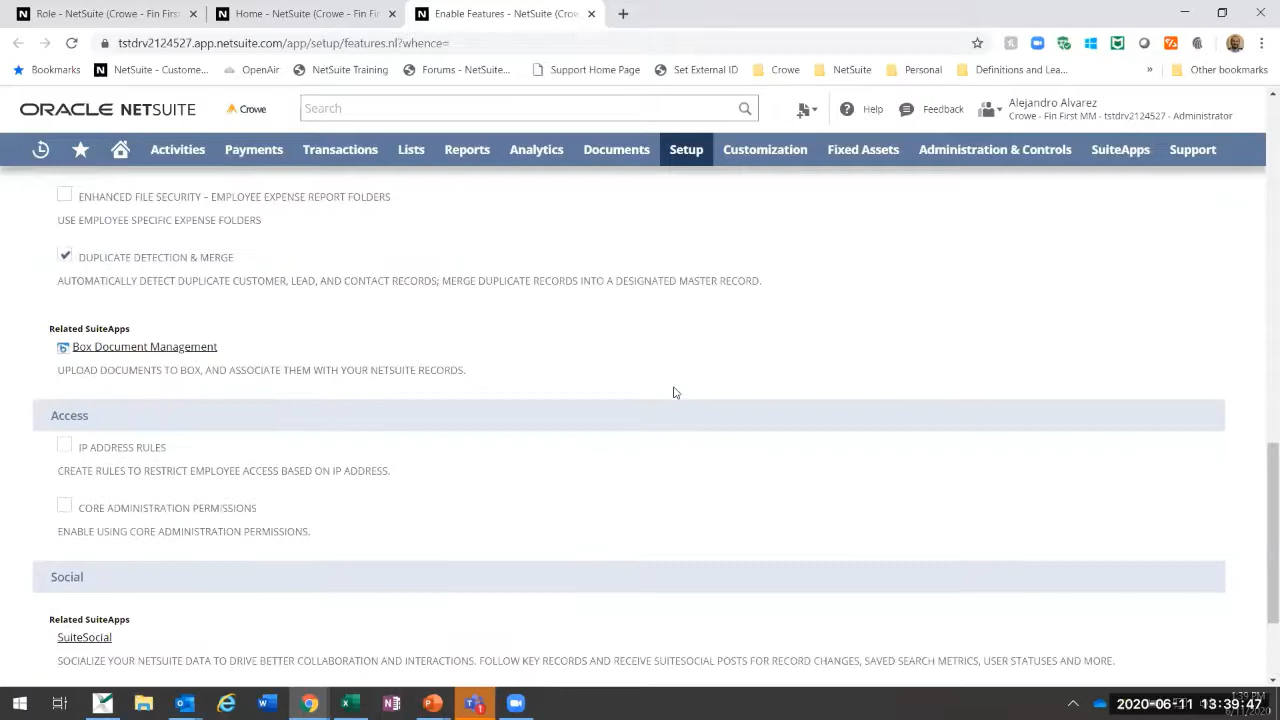 Role - NetSuite (Crowe - Fin First
Home - NetSuite (Crowe - Fin Fi
Enable Features - NetSuite (Crow
tstdrv2124527.app.netsuite.com/app/setup/features.nl?whence=
Bookmarks
NetSuite - Custome...
OpenAir
NetSuite Training
Forums - NetSuite...
Support Home Page
Set External ID
Crowe
NetSuite
Personal
Definitions and Lea...
»
Other bookmarks
ORACLE NETSUITE
Crowe
Search
Help
Feedback
Alejandro Alvarez
Crowe - Fin First MM - tstdrv2124527 - Administrator
Activities
Payments
Transactions
Lists
Reports
Analytics
Documents
Setup
Customization
Fixed Assets
Administration & Controls
SuiteApps
Support
ENHANCED FILE SECURITY – EMPLOYEE EXPENSE REPORT FOLDERS
USE EMPLOYEE SPECIFIC EXPENSE FOLDERS
DUPLICATE DETECTION & MERGE
AUTOMATICALLY DETECT DUPLICATE CUSTOMER, LEAD, AND CONTACT RECORDS; MERGE DUPLICATE RECORDS INTO A DESIGNATED MASTER RECORD.
Related SuiteApps
Box Document Management
UPLOAD DOCUMENTS TO BOX, AND ASSOCIATE THEM WITH YOUR NETSUITE RECORDS.
Access
IP ADDRESS RULES
CREATE RULES TO RESTRICT EMPLOYEE ACCESS BASED ON IP ADDRESS.
CORE ADMINISTRATION PERMISSIONS
ENABLE USING CORE ADMINISTRATION PERMISSIONS.
Social
Related SuiteApps
SuiteSocial
SOCIALIZE YOUR NETSUITE DATA TO DRIVE BETTER COLLABORATION AND INTERACTIONS. FOLLOW KEY RECORDS AND RECEIVE SUITESOCIAL POSTS FOR RECORD CHANGES, SAVED SEARCH METRICS, USER STATUSES AND MORE.
1:39 PM
2020-06-11 13:39:47
6/11/2020